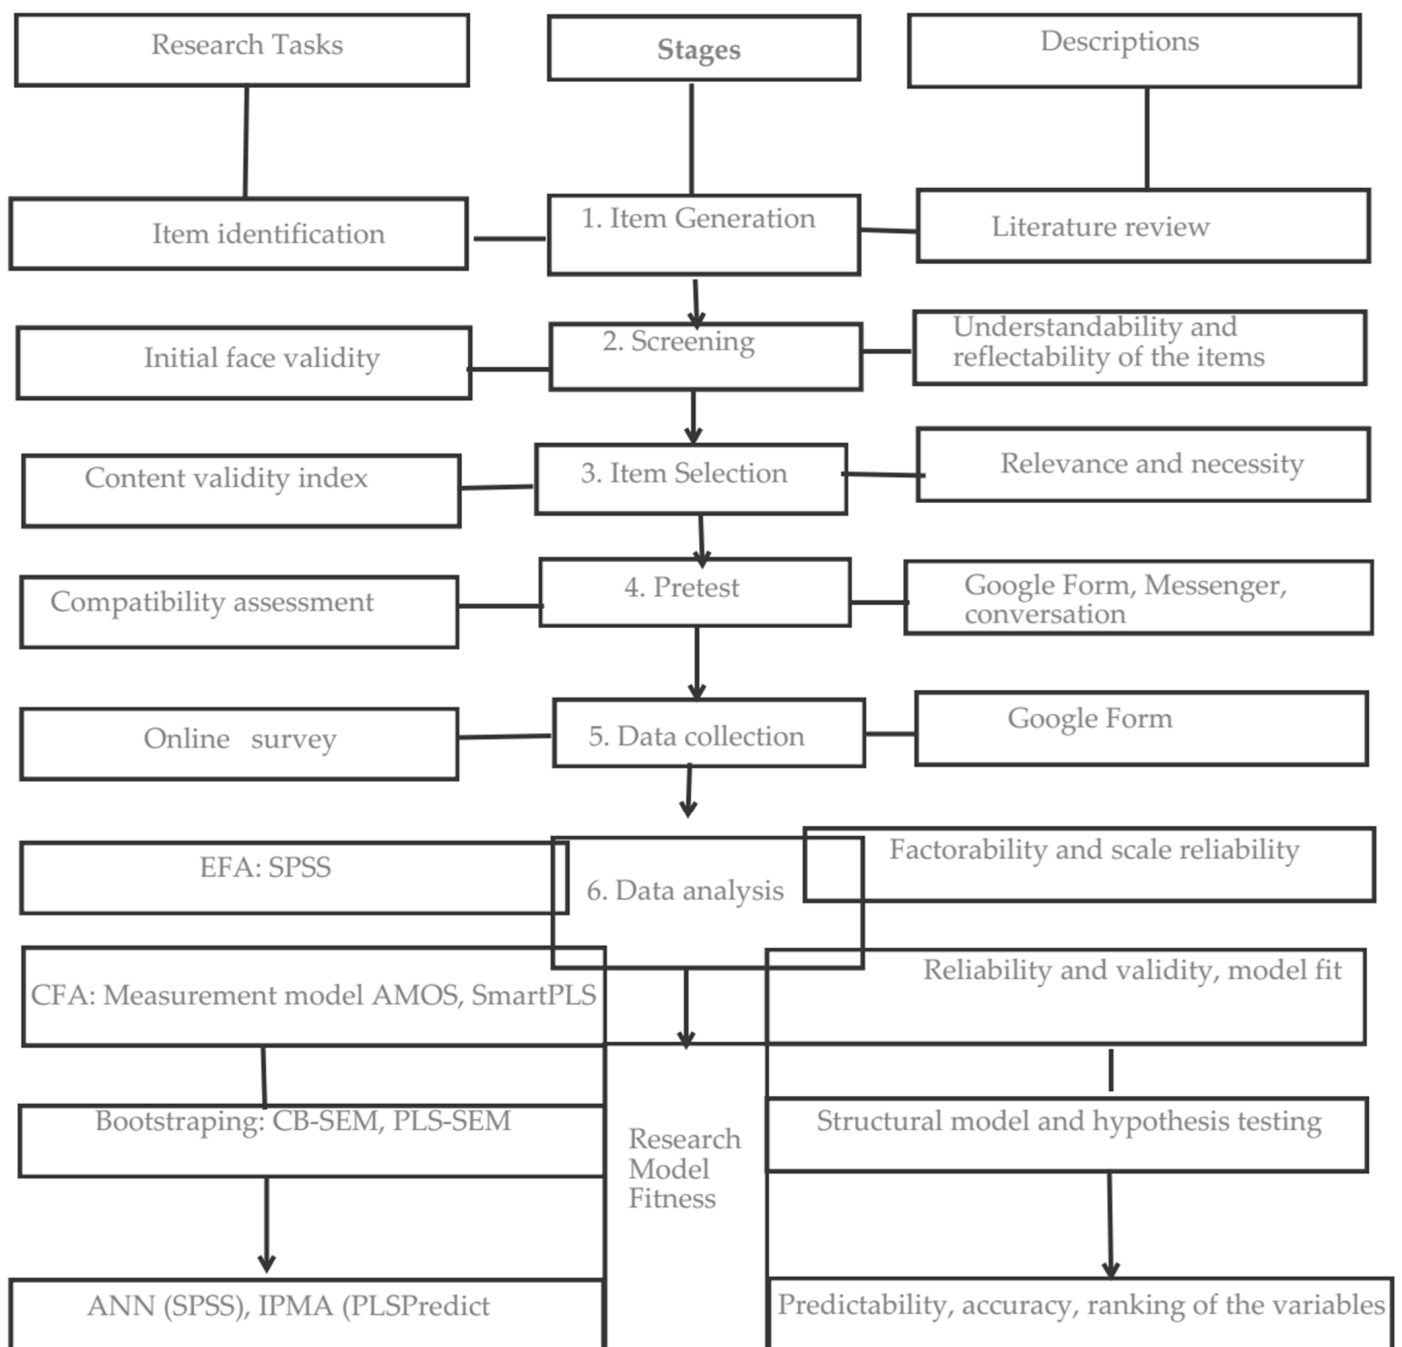 Research Tasks
Stages
Descriptions
Item identification
1. Item Generation
Literature review
Initial face validity
2. Screening
Understandability and
reflectability of the items
Content validity index
3. Item Selection
Relevance and necessity
Compatibility assessment
4. Pretest
Google Form, Messenger,
conversation
Online survey
5. Data collection
Google Form
EFA: SPSS
6. Data analysis
Factorability and scale reliability
CFA: Measurement model AMOS, SmartPLS
Reliability and validity, model fit
Bootstraping: CB-SEM, PLS-SEM
Research
Model
Fitness
Structural model and hypothesis testing
ANN (SPSS), IPMA (PLSPredict
Predictability, accuracy, ranking of the variables